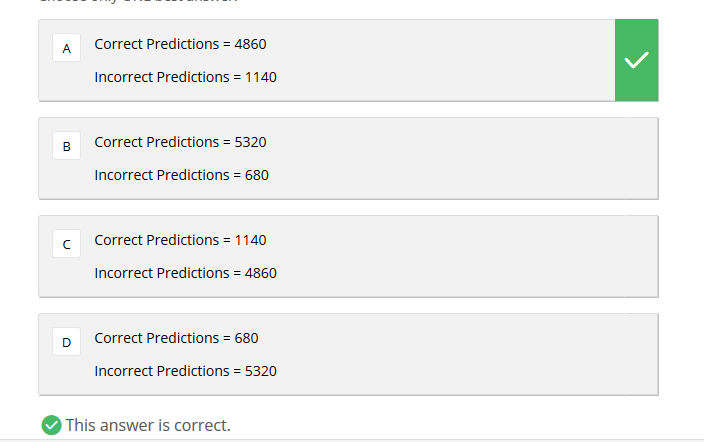 A
Correct Predictions = 4860
Incorrect Predictions = 1140
B
Correct Predictions = 5320
Incorrect Predictions = 680
C
Correct Predictions = 1140
Incorrect Predictions = 4860
D
Correct Predictions = 680
Incorrect Predictions = 5320
This answer is correct.